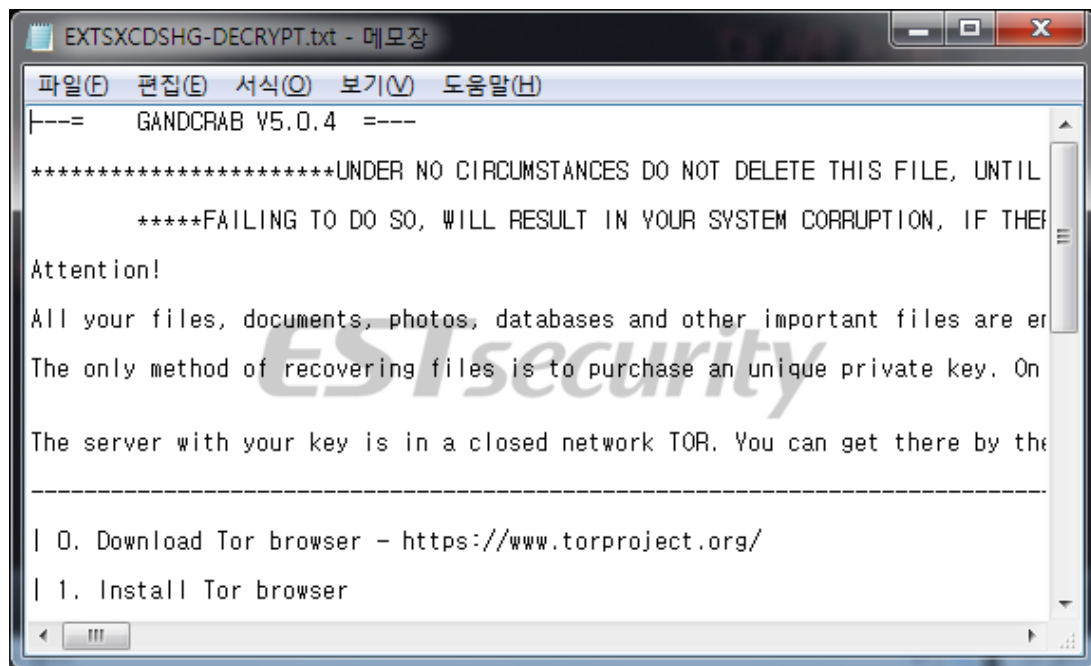 EXTSXCDSHG-DECRYPT.txt - 메모장
파일(F) 편집(E) 서식(O) 보기(V) 도움말(H)
---= GANDCRAB V5.0.4 =---
***********************UNDER NO CIRCUMSTANCES DO NOT DELETE THIS FILE, UNTIL
*****FAILING TO DO SO, WILL RESULT IN YOUR SYSTEM CORRUPTION, IF
Attention!
All your files, documents, photos, databases and other important files are
The only method of recovering files is to purchase an unique private key. On
ESTsecurity
The server with your key is in a closed network TOR. You can get there by the
--------------------------------------------------------------------------------
| 0. Download Tor browser - https://www.torproject.org/
| 1. Install Tor browser